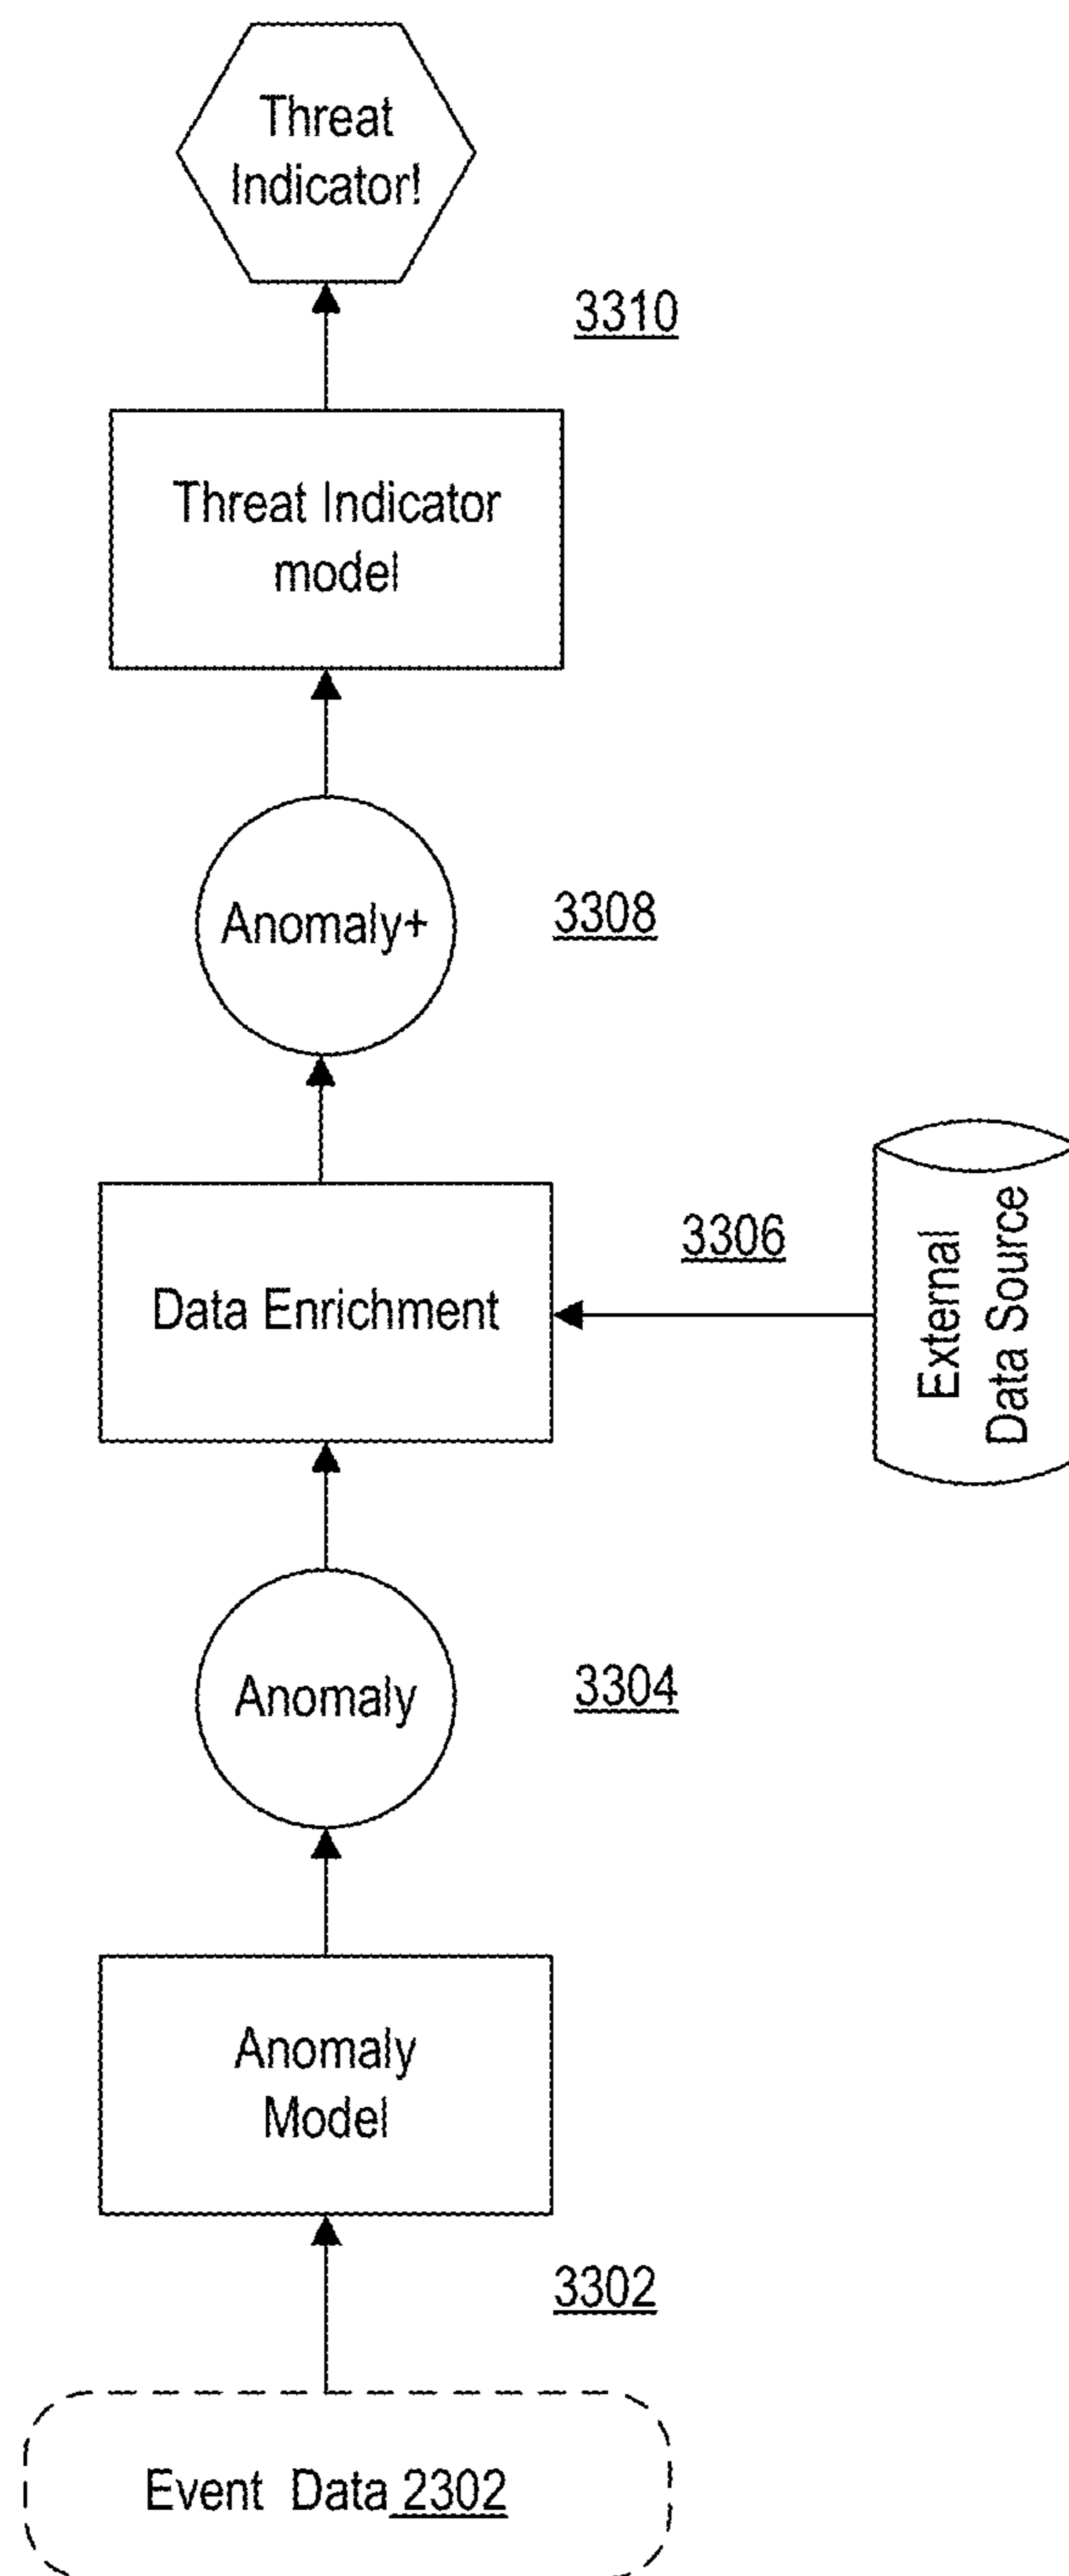 Threat
Indicator!
3310
Threat Indicator
model
Anomaly+
3308
3306
External
Data Source
Data Enrichment
Anomaly
3304
Anomaly
Model
3302
Event Data 2302